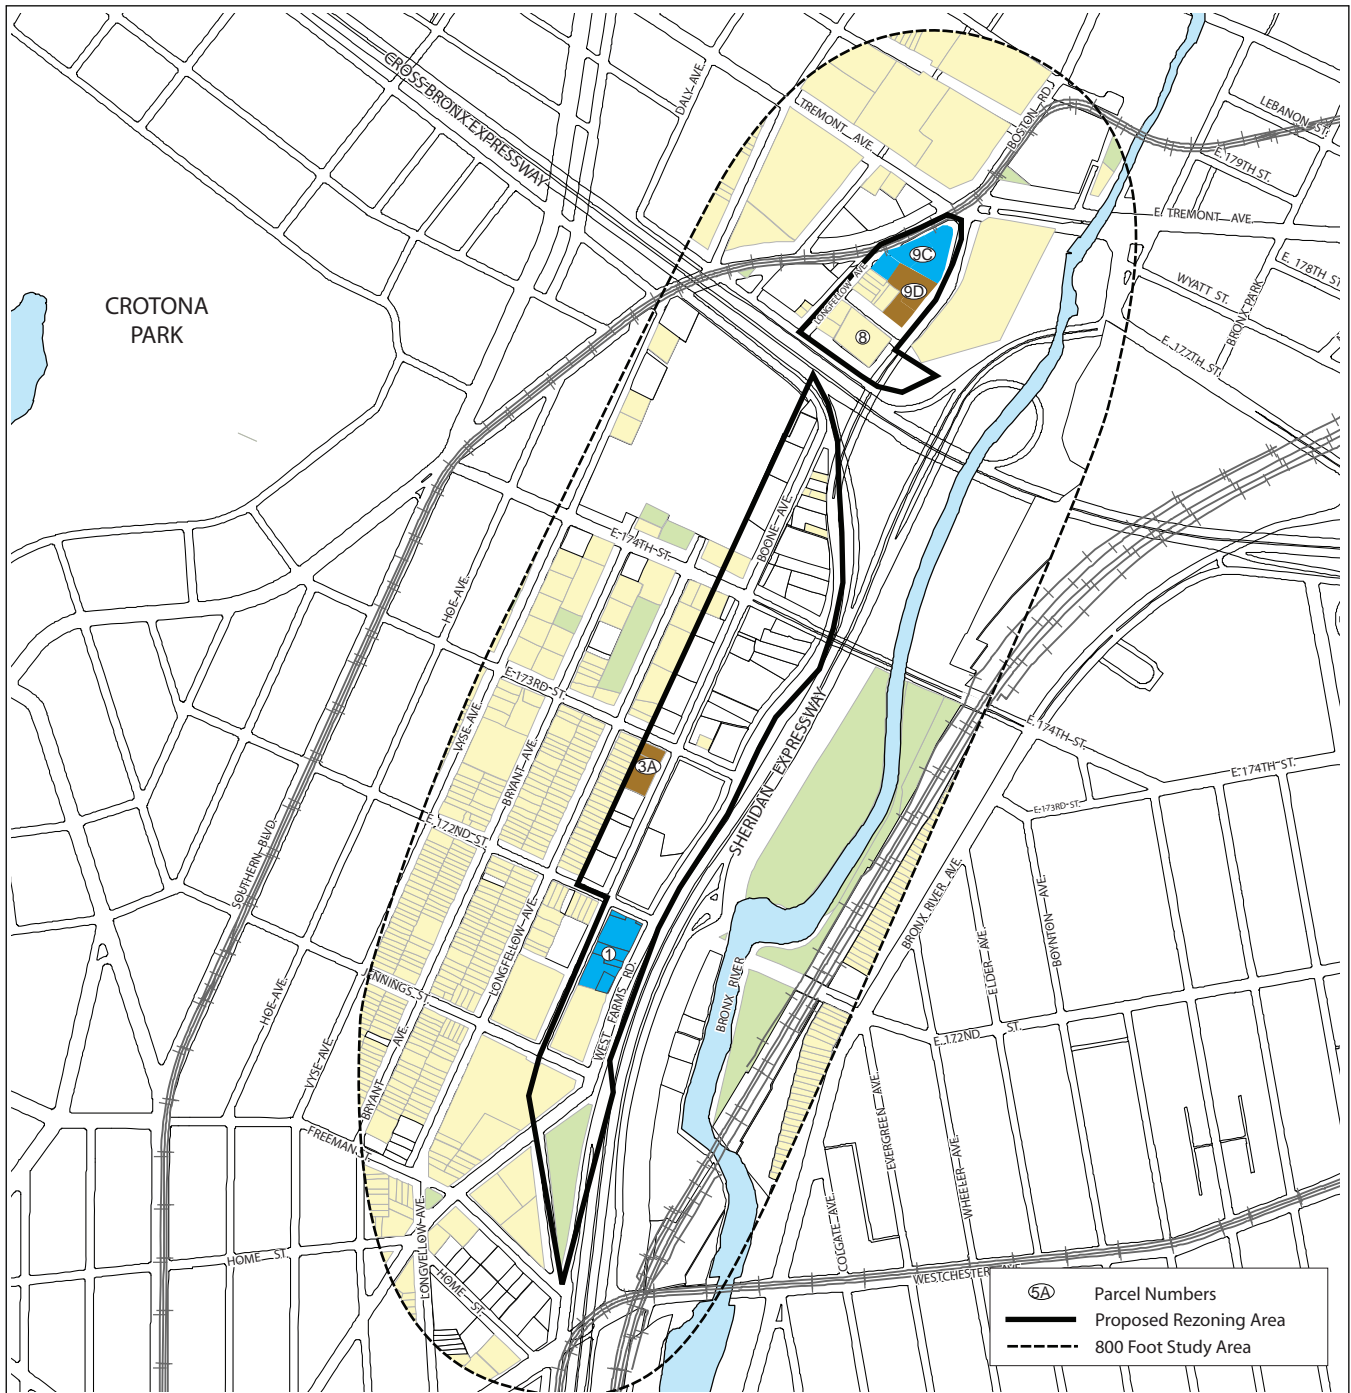 CROSS BRONX EXPRESSWAY
DALY AVE.
TREMONT AVE.
BOSTON RD.
LEBANON ST.
E. 179TH ST.
E. TREMONT AVE.
E. 178TH ST.
WYATT ST.
BRONX PARK
E. 177TH ST.
CROTONA
PARK
9C
9D
LONGFELLOW AVE.
8
BOONE AVE.
E. 174TH ST.
HOE AVE.
E. 173RD ST.
VYSE AVE.
BRYANT AVE.
3A
SHERIDAN EXPRESSWAY
E. 174TH ST.
E. 174TH ST.
E. 173RD ST.
E. 172ND ST.
SOUTHERN BLVD
LONGFELLOW AVE.
1
WEST FARMS RD.
BRONX RIVER AVE.
ELDER AVE.
BOYNTON AVE.
JENNINGS ST.
HOE AVE.
BRONX RIVER
E. 172ND ST.
VYSE AVE.
BRYANT AVE.
FREEMAN ST.
EVERGREEN AVE.
WHEELER AVE.
COLGATE AVE.
LONGVELLOW AVE.
HOME ST.
HOME ST.
WESTCHESTER AVE
5A Parcel Numbers
Proposed Rezoning Area
800 Foot Study Area